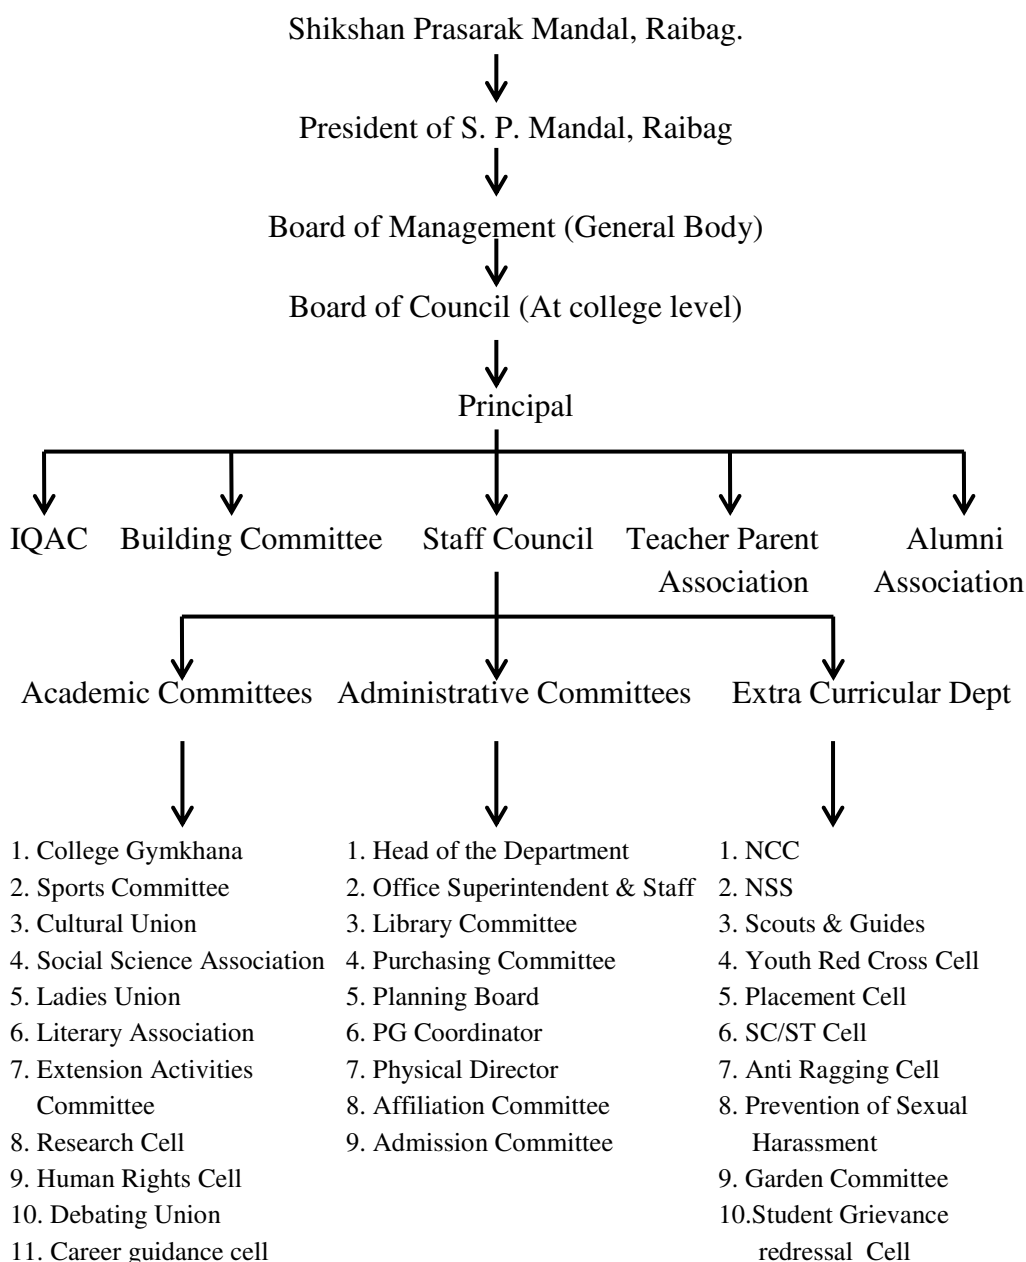 Shikshan Prasarak Mandal, Raibag.
President of S. P. Mandal, Raibag
Board of Management (General Body)
Board of Council (At college level)
Principal
IQAC
Building Committee
Staff Council
Teacher Parent
Association
Alumni
Association
Academic Committees
Administrative Committees
Extra Curricular Dept
1. College Gymkhana
2. Sports Committee
3. Cultural Union
4. Social Science Association
5. Ladies Union
6. Literary Association
7. Extension Activities
Committee
8. Research Cell
9. Human Rights Cell
10. Debating Union
11. Career guidance cell
1. Head of the Department
2. Office Superintendent & Staff
3. Library Committee
4. Purchasing Committee
5. Planning Board
6. PG Coordinator
7. Physical Director
8. Affiliation Committee
9. Admission Committee
1. NCC
2. NSS
3. Scouts & Guides
4. Youth Red Cross Cell
5. Placement Cell
6. SC/ST Cell
7. Anti Ragging Cell
8. Prevention of Sexual
Harassment
9. Garden Committee
10.Student Grievance
redressal Cell